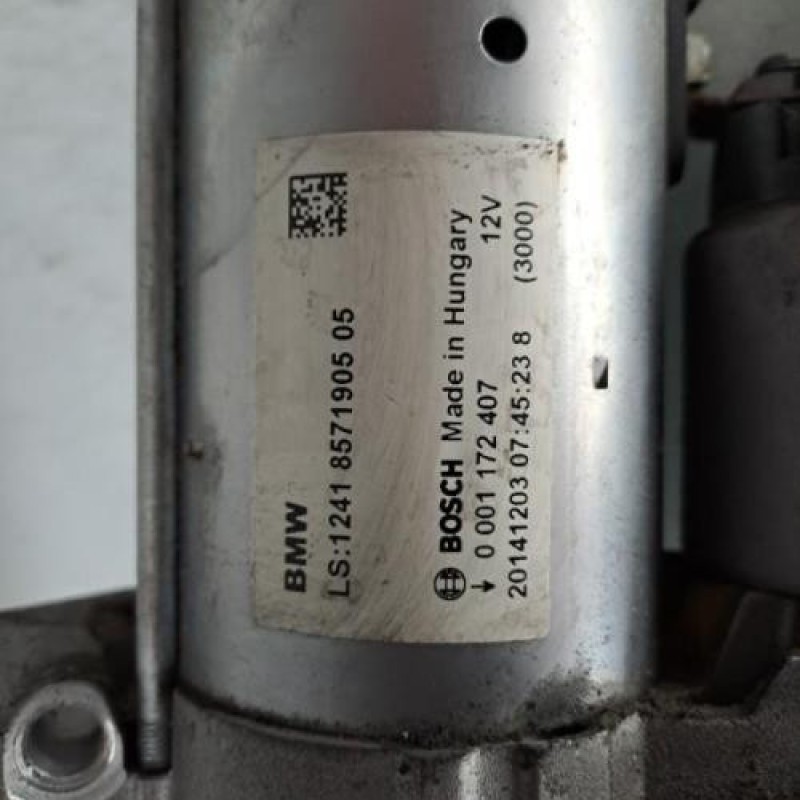 BMW
LS:1241 8571905 05
BOSCH Made in Hungary
0 001 172 407 12V
20141203 07:45:23 8 (3000)